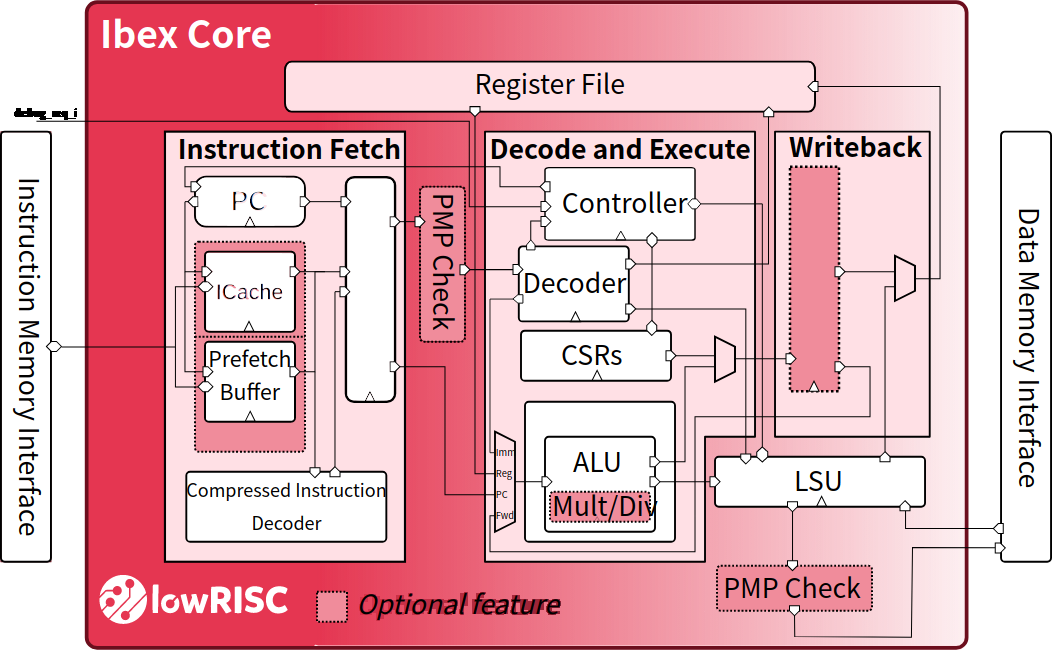 Ibex Core
Register File
debug_req_i
Instruction Fetch
Decode and Execute
Writeback
Instruction Memory Interface
PC
ICache
Prefetch
Buffer
Compressed Instruction
Decoder
PMP Check
Controller
Decoder
CSRs
Imm
Reg
PC
Fwd
ALU
Mult/Div
LSU
PMP Check
Data Memory Interface
lowRISC
Optional feature